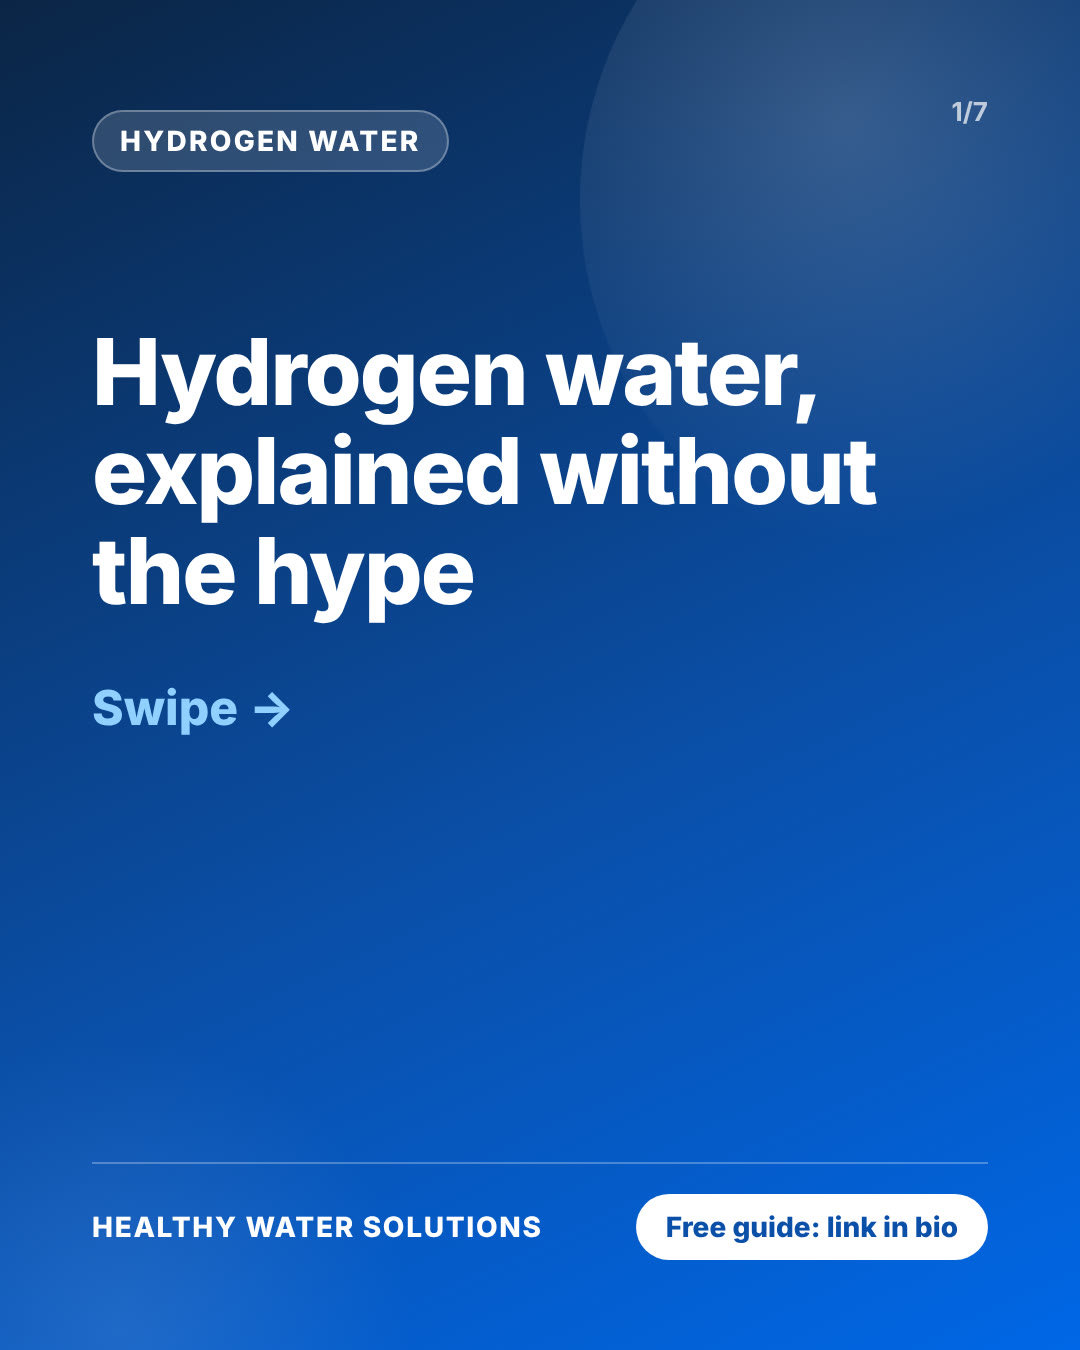 HYDROGEN WATER
1/7
Hydrogen water,
explained without
the hype
Swipe →
HEALTHY WATER SOLUTIONS
Free guide: link in bio